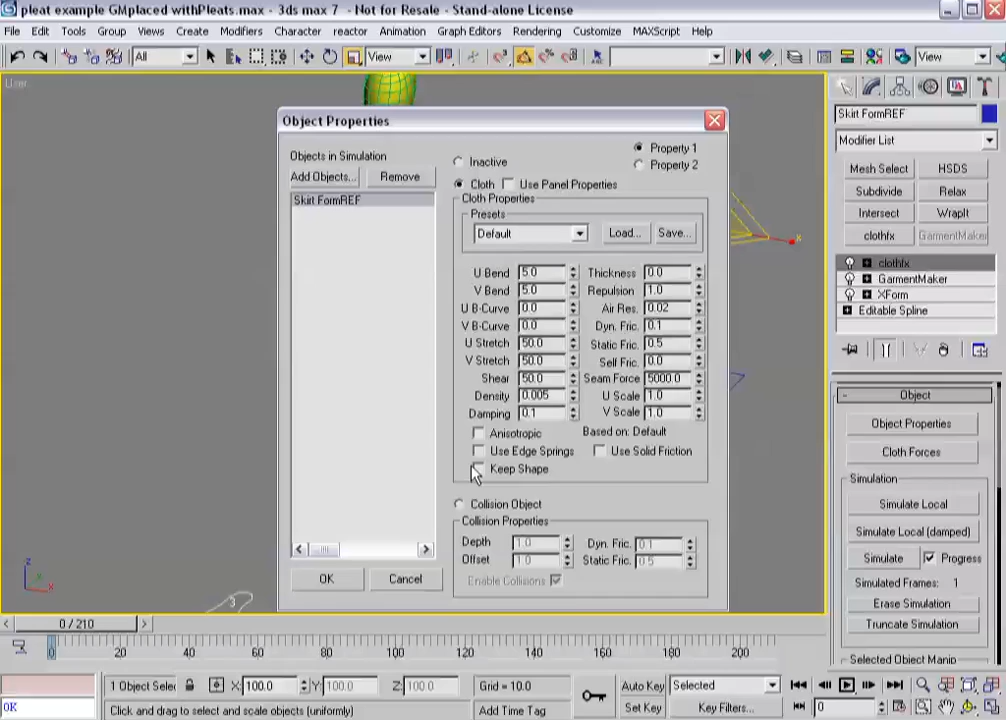 pleat example GMplaced withPleats.max - 3ds max 7 - Not for Resale - Stand-alone License
File Edit Tools Group Views Create Modifiers Character reactor Animation Graph Editors Rendering Customize MAXScript Help
All View View
User
Object Properties
Objects in Simulation
Add Objects... Remove
Skirt FormREF
Inactive
Property 1
Property 2
Cloth Use Panel Properties
Cloth Properties
Presets
Default Load... Save...
U Bend 5.0 Thickness 0.0
V Bend 5.0 Repulsion 1.0
U B-Curve 0.0 Air Res. 0.02
V B-Curve 0.0 Dyn. Fric. 0.1
U Stretch 50.0 Static Fric. 0.5
V Stretch 50.0 Self Fric. 0.0
Shear 50.0 Seam Force 5000.0
Density 0.005 U Scale 1.0
Damping 0.1 V Scale 1.0
Anisotropic Based on: Default
Use Edge Springs Use Solid Friction
Keep Shape
Collision Object
Collision Properties
Depth 1.0 Dyn. Fric. 0.1
Offset 1.0 Static Fric. 0.5
Enable Collisions
OK Cancel
x
z
x
3
Skirt FormREF
Modifier List
Mesh Select HSDS
Subdivide Relax
Intersect WrapIt
clothfx GarmentMaker
clothfx
GarmentMaker
XForm
Editable Spline
- Object
Object Properties
Cloth Forces
Simulation
Simulate Local
Simulate Local (damped)
Simulate Progress
Simulated Frames: 1
Erase Simulation
Truncate Simulation
Selected Object Manip
< 0 / 210 >
0 20 40 60 80 100 120 140 160 180 200
1 Object Selec X: 100.0 Y: 100.0 Z: 100.0 Grid = 10.0 Auto Key Selected
OK Click and drag to select and scale objects (uniformly) Add Time Tag Set Key Key Filters... 0